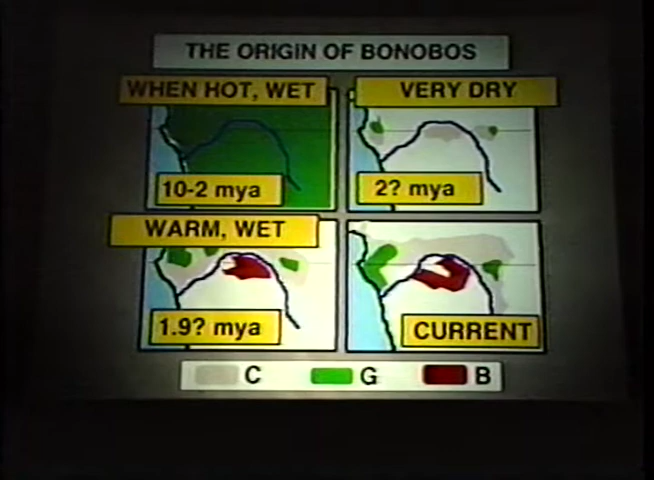 THE ORIGIN OF BONOBOS
WHEN HOT, WET
VERY DRY
10-2 mya
2? mya
WARM, WET
1.9? mya
CURRENT
C G B